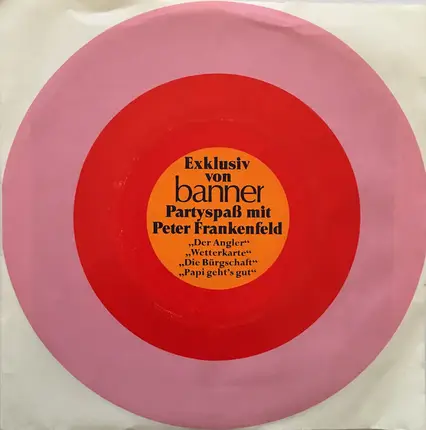 Exklusiv
von
banner
Partyspaß mit
Peter Frankenfeld
„Der Angler“
„Wetterkarte“
„Die Bürgschaft“
„Papi geht's gut“